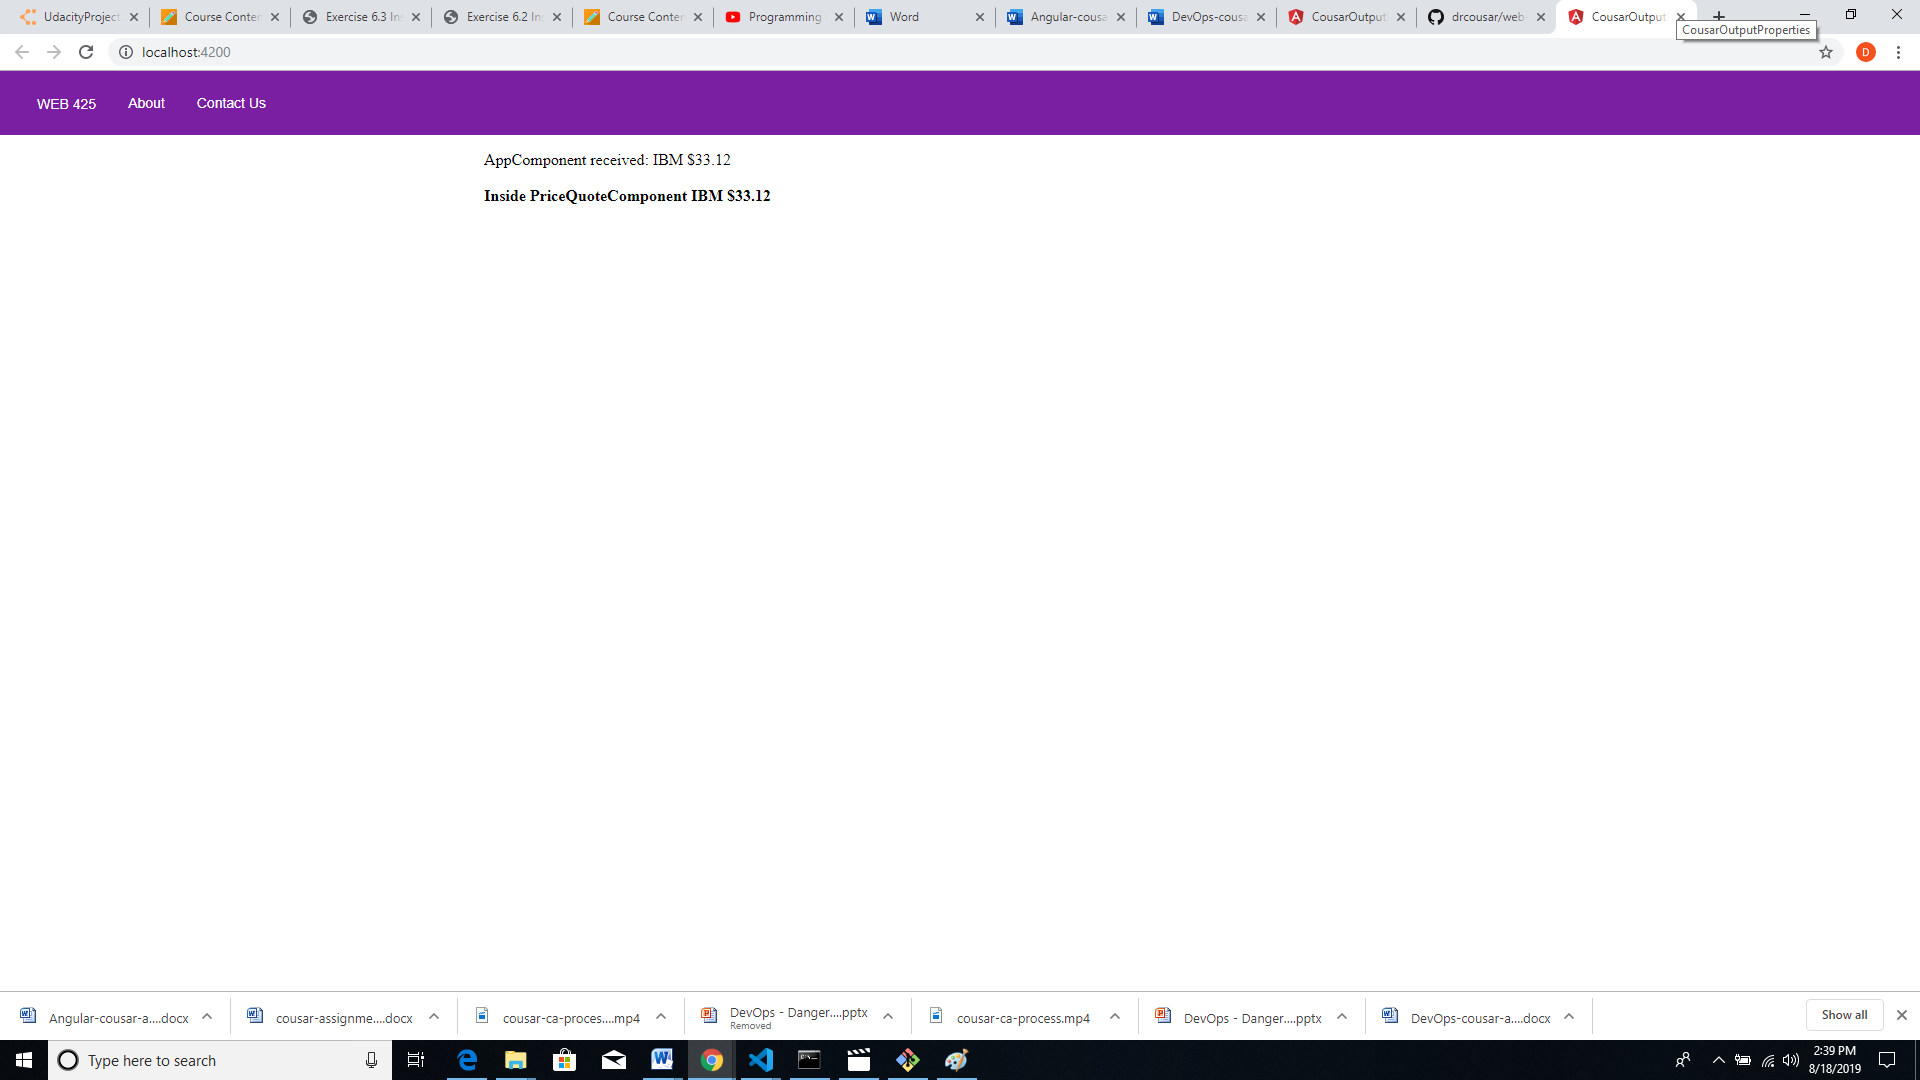 UdacityProject
Course Conten
Exercise 6.3 In
Exercise 6.2 In
Course Conten
Programming
Word
Angular-cousa
DevOps-cousa
CousarOutput
drcousar/web
CousarOutput
CousarOutputProperties
localhost:4200
D
WEB 425
About
Contact Us
AppComponent received: IBM $33.12
Inside PriceQuoteComponent IBM $33.12
Angular-cousar-a....docx
cousar-assignme....docx
cousar-ca-proces....mp4
DevOps - Danger....pptx
Removed
cousar-ca-process.mp4
DevOps - Danger....pptx
DevOps-cousar-a....docx
Show all
Type here to search
2:39 PM
8/18/2019